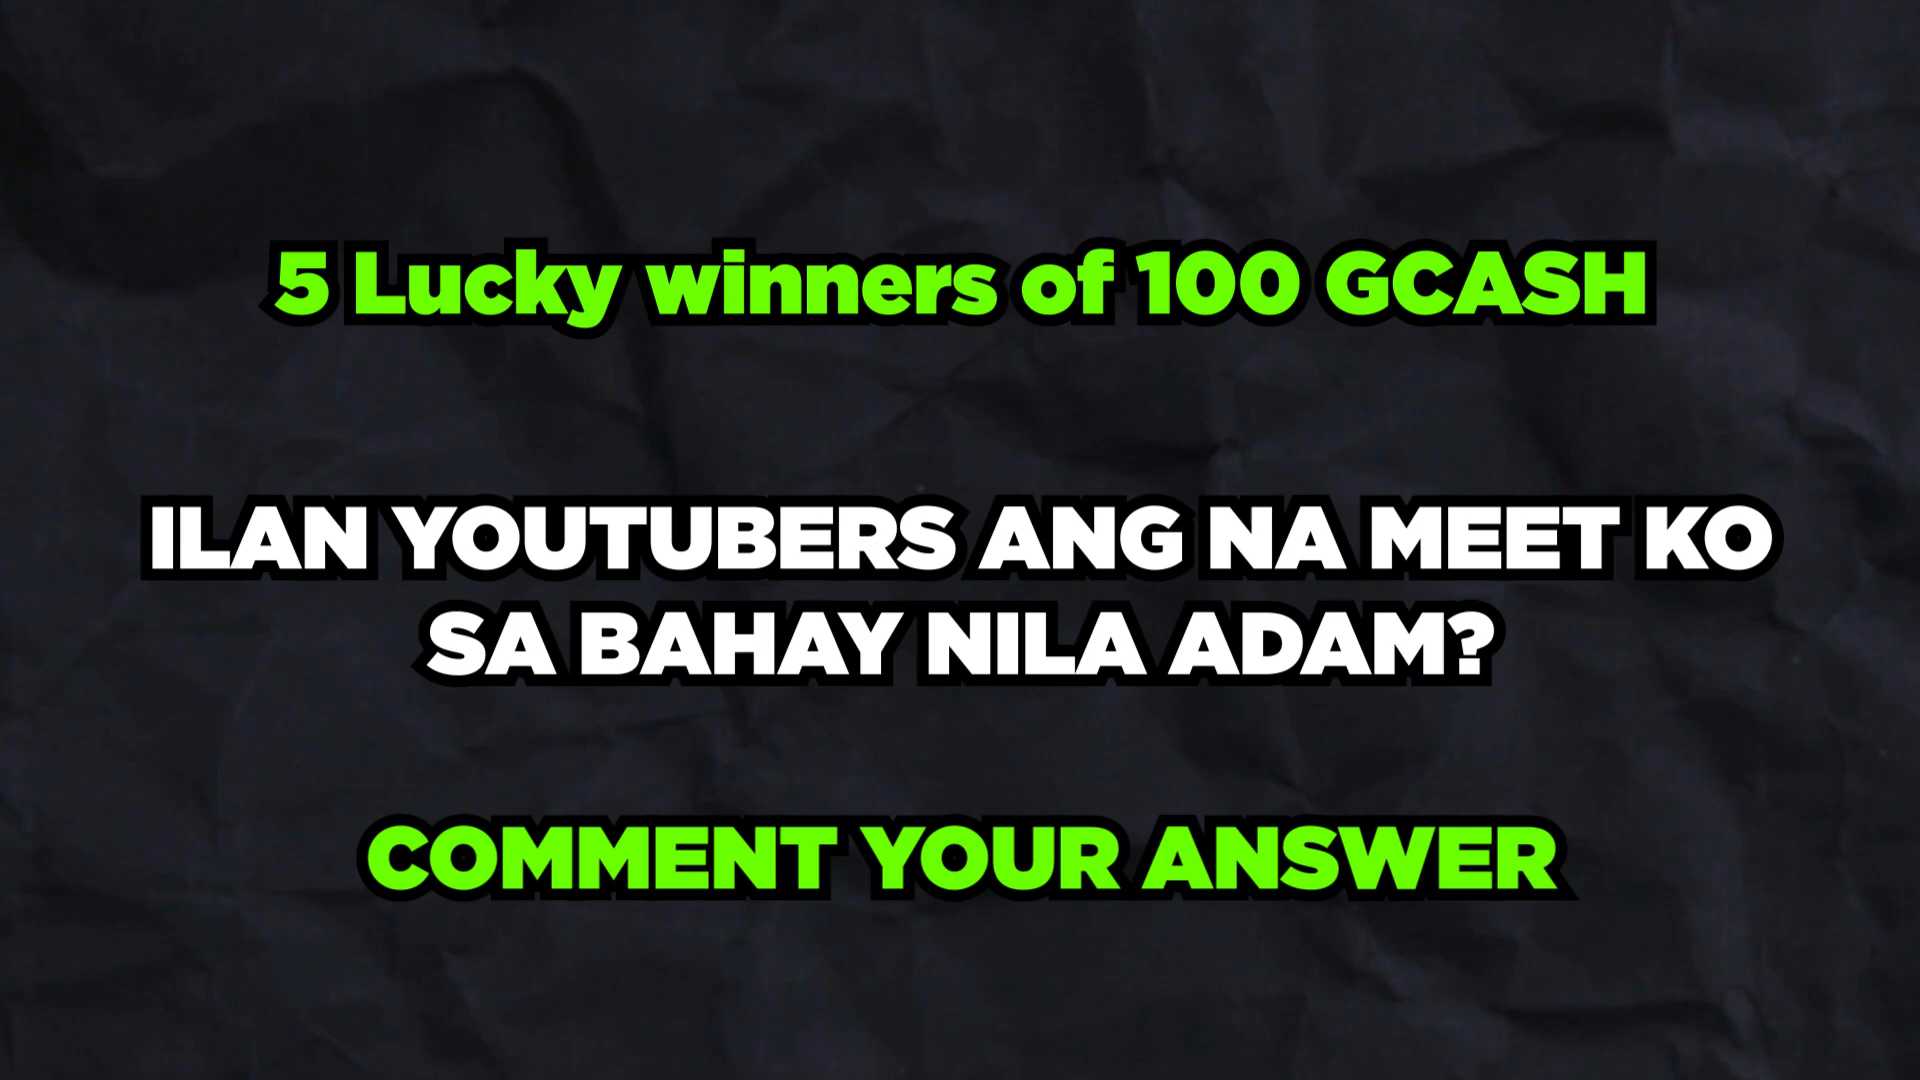 5 Lucky winners of 100 GCASH
ILAN YOUTUBERS ANG NA MEET KO
SA BAHAY NILA ADAM?
COMMENT YOUR ANSWER